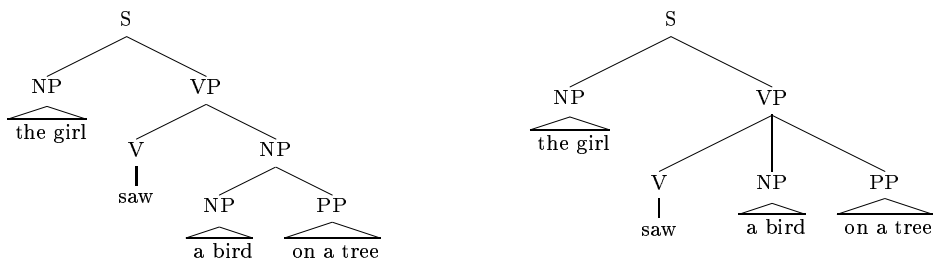 S
NP VP
the girl
V NP
saw
NP PP
a bird on a tree
S
NP VP
the girl
V NP PP
saw a bird on a tree